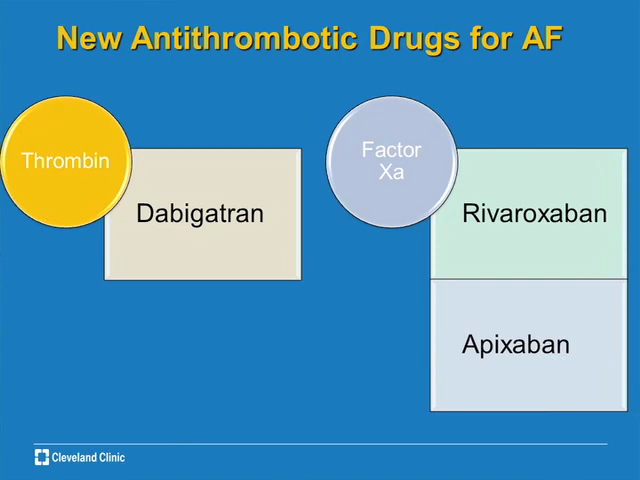 New Antithrombotic Drugs for AF
Thrombin
Dabigatran
Factor
Xa
Rivaroxaban
Apixaban
Cleveland Clinic